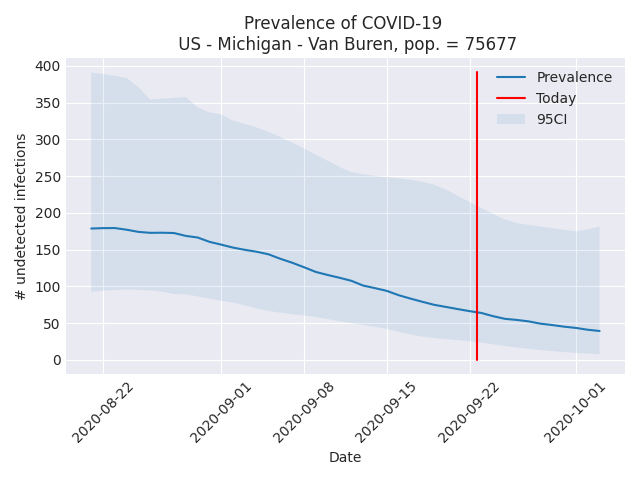 Prevalence of COVID-19
US - Michigan - Van Buren, pop. = 75677
400
350
300
250
200
150
100
50
0
# undetected infections
Prevalence
Today
95CI
2020-08-22
2020-09-01
2020-09-08
2020-09-15
2020-09-22
2020-10-01
Date